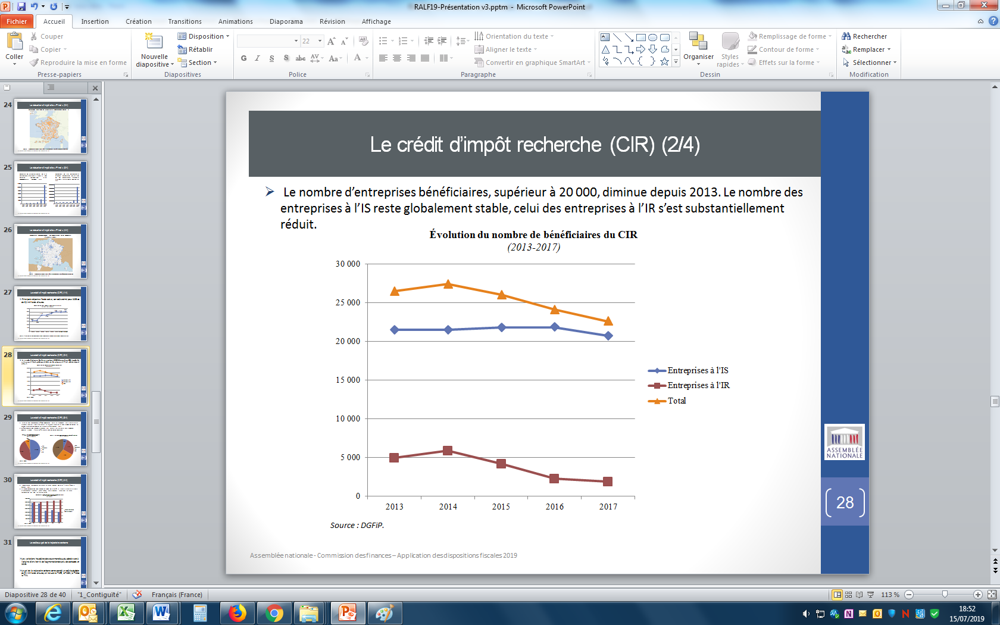 RALF19-Présentation v3.pptm - Microsoft PowerPoint
Fichier Accueil Insertion Création Transitions Animations Diaporama Révision Affichage
Coller
Couper
Copier
Reproduire la mise en forme
Presse-papiers
Nouvelle diapositive
Disposition
Rétablir
Section
Diapositives
22
G I S S abc AV Aa A
Police
Orientation du texte
Aligner le texte
Convertir en graphique SmartArt
Paragraphe
Organiser
Styles rapides
Remplissage de forme
Contour de forme
Effets sur la forme
Dessin
Rechercher
Remplacer
Sélectionner
Modification
24
25
26
27
28
29
30
31
Le crédit d’impôt recherche (CIR) (2/4)
Le nombre d’entreprises bénéficiaires, supérieur à 20 000, diminue depuis 2013. Le nombre des
entreprises à l’IS reste globalement stable, celui des entreprises à l’IR s’est substantiellement
réduit.
Évolution du nombre de bénéficiaires du CIR
(2013-2017)
30 000
25 000
20 000
15 000
10 000
5 000
0
2013 2014 2015 2016 2017
Entreprises à l'IS
Entreprises à l'IR
Total
Source : DGFiP.
Assemblée nationale - Commission des finances – Application des dispositions fiscales 2019
ASSEMBLÉE
NATIONALE
28
Diapositive 28 de 40 "1_Contiguïté" Français (France) 113 %
18:52
15/07/2019